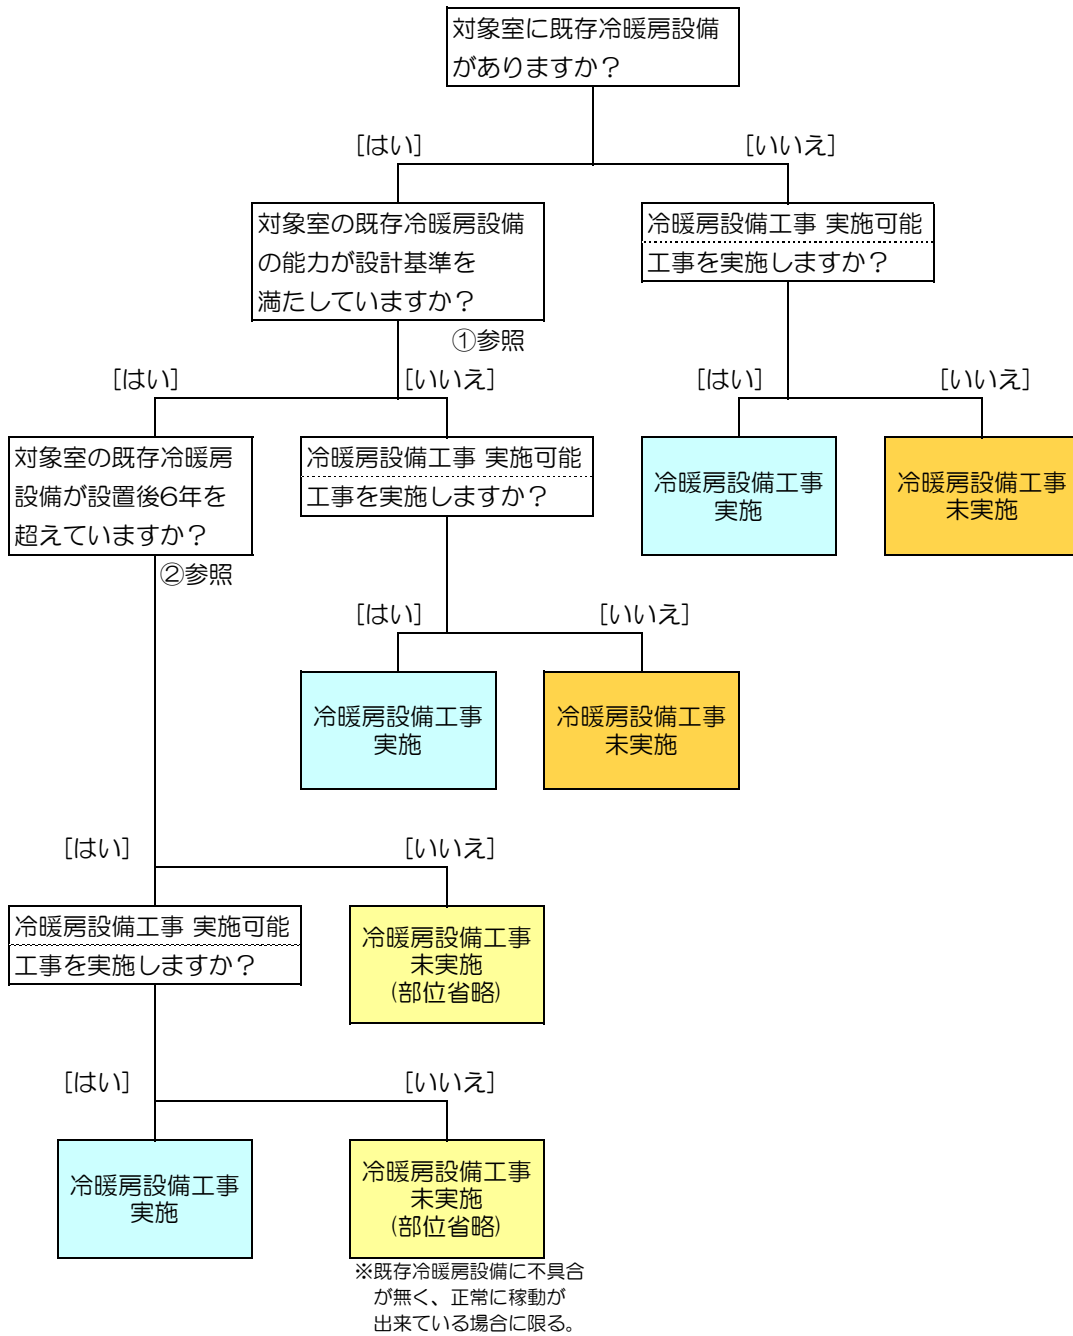 対象室に既存冷暖房設備
がありますか？
[はい]
[いいえ]
対象室の既存冷暖房設備
の能力が設計基準を
満たしていますか？
①参照
冷暖房設備工事 実施可能
工事を実施しますか？
[はい]
[いいえ]
[はい]
[いいえ]
対象室の既存冷暖房
設備が設置後6年を
超えていますか？
②参照
冷暖房設備工事 実施可能
工事を実施しますか？
冷暖房設備工事
実施
冷暖房設備工事
未実施
[はい]
[いいえ]
冷暖房設備工事
実施
冷暖房設備工事
未実施
[はい]
[いいえ]
冷暖房設備工事 実施可能
工事を実施しますか？
冷暖房設備工事
未実施
(部位省略)
[はい]
[いいえ]
冷暖房設備工事
実施
冷暖房設備工事
未実施
(部位省略)
※既存冷暖房設備に不具合
が無く、正常に稼動が
出来ている場合に限る。